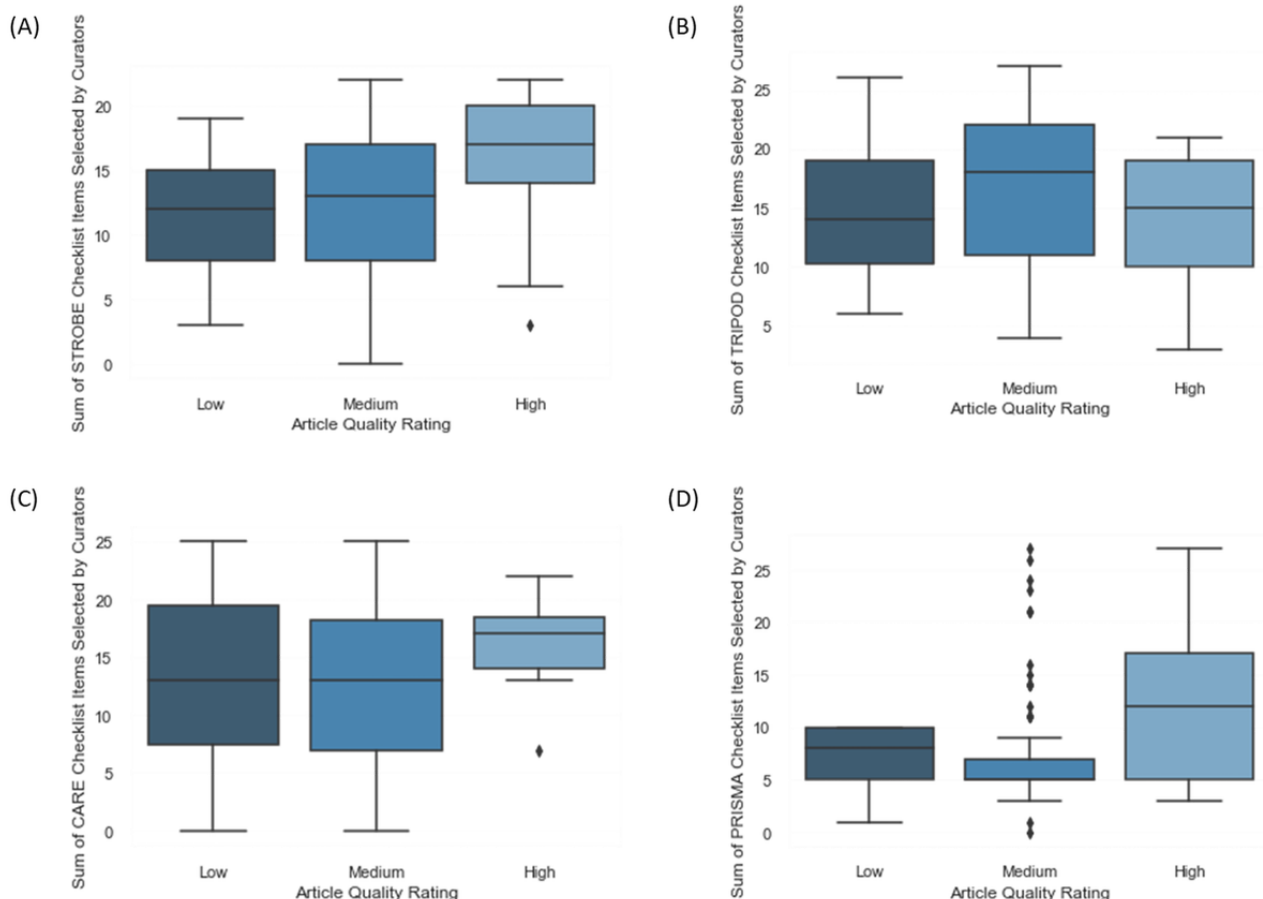 (A)
Sum of STROBE Checklist Items Selected by Curators
20
15
10
5
0
Low Medium High
Article Quality Rating
(B)
Sum of TRIPOD Checklist Items Selected by Curators
25
20
15
10
5
Low Medium High
Article Quality Rating
(C)
Sum of CARE Checklist Items Selected by Curators
25
20
15
10
5
0
Low Medium High
Article Quality Rating
(D)
Sum of PRISMA Checklist Items Selected by Curators
25
20
15
10
5
0
Low Medium High
Article Quality Rating